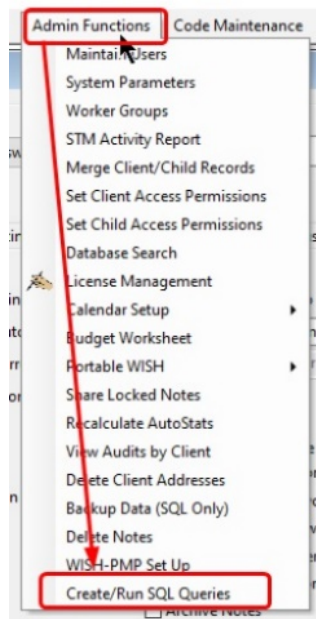 Admin Functions Code Maintenance
Maintain Users
System Parameters
Worker Groups
STM Activity Report
Merge Client/Child Records
Set Client Access Permissions
Set Child Access Permissions
Database Search
License Management
Calendar Setup
Budget Worksheet
Portable WISH
Share Locked Notes
Recalculate AutoStats
View Audits by Client
Delete Client Addresses
Backup Data (SQL Only)
Delete Notes
WISH-PMP Set Up
Create/Run SQL Queries
Archive Notes